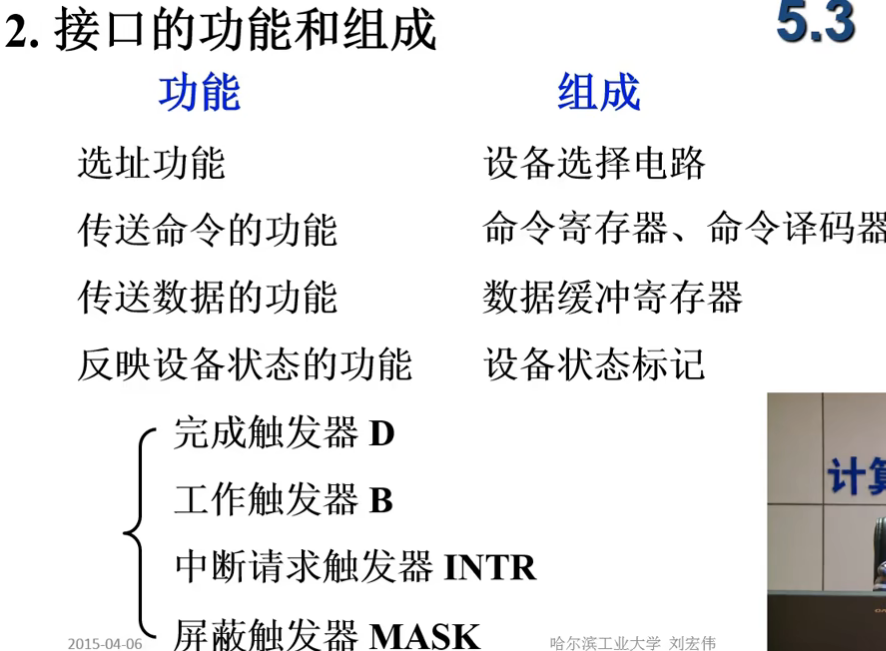 2. 接口的功能和组成
5.3
功能 组成
选址功能 设备选择电路
传送命令的功能 命令寄存器、命令译码器
传送数据的功能 数据缓冲寄存器
反映设备状态的功能 设备状态标记
完成触发器 D
工作触发器 B
中断请求触发器 INTR
屏蔽触发器 MASK
2015-04-06 哈尔滨工业大学 刘宏伟
计算